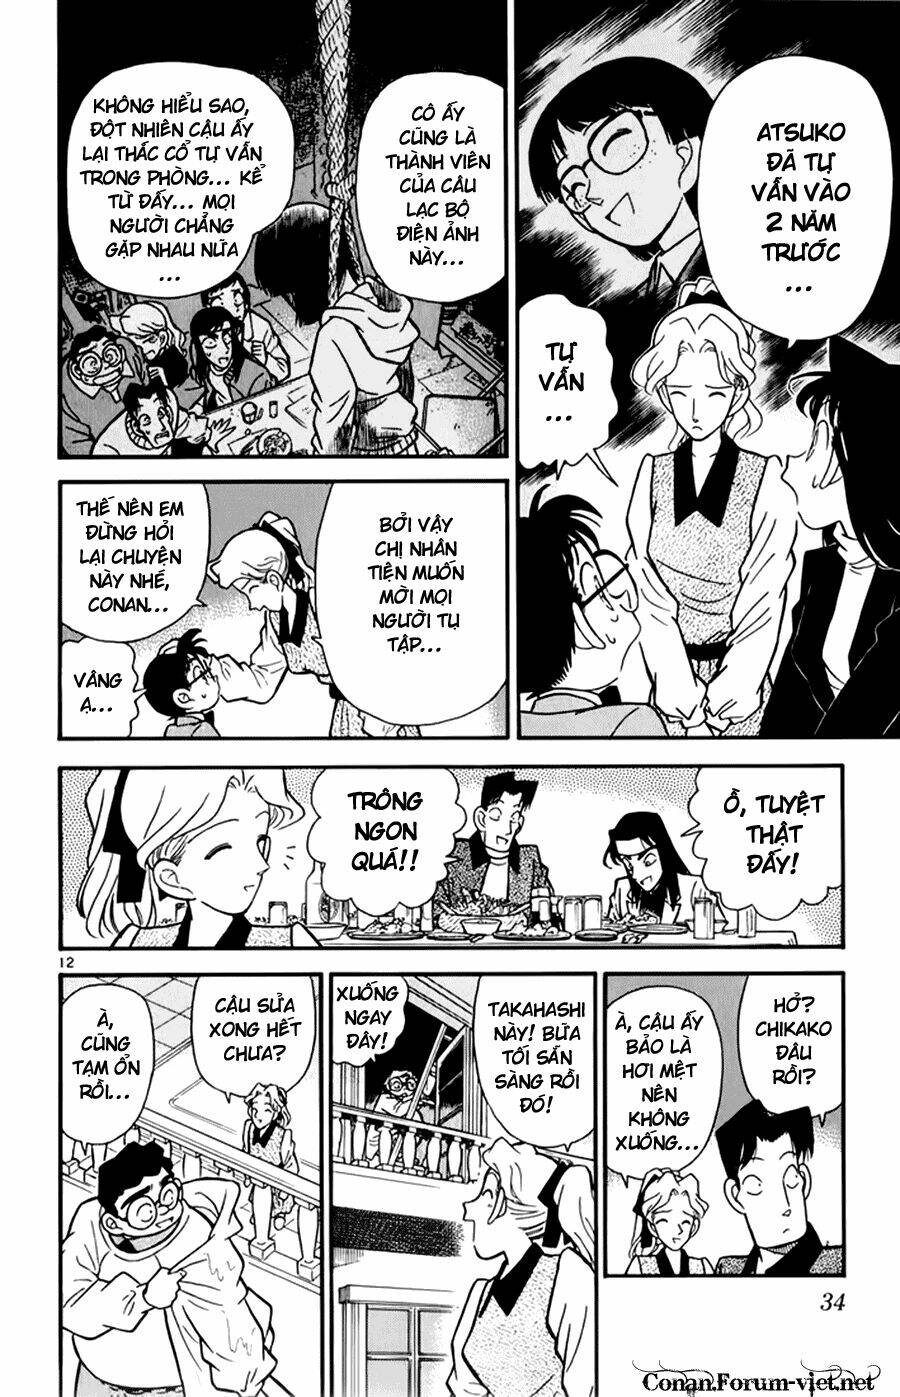 ATSUKO
ĐÃ TỰ
VẪN VÀO
2 NĂM
TRƯỚC
...
TỰ
VẪN
...
CÔ ẤY
CŨNG LÀ
THÀNH VIÊN
CỦA CÂU
LẠC BỘ
ĐIỆN ẢNH
NÀY...
KHÔNG HIỂU SAO,
ĐỘT NHIÊN CẬU ẤY
LẠI THẮC CỔ TỰ VẪN
TRONG PHÒNG... KỂ
TỪ ĐẤY... MỌI
NGƯỜI CHẲNG
GẶP NHAU NỮA
...
BỞI VẬY
CHỊ NHÂN
TIỆN MUỐN
MỜI MỌI
NGƯỜI TỤ
TẬP...
THẾ NÊN EM
ĐỪNG HỎI
LẠI CHUYỆN
NÀY NHÉ,
CONAN...
VÂNG
Ạ...
Ồ, TUYỆT
THẬT
ĐẤY!
TRÔNG
NGON
QUÁ!!
12
HỞ?
CHIKAKO
ĐÂU
RỒI?
À, CẬU ẤY
BẢO LÀ
HƠI MỆT
NÊN
KHÔNG
XUỐNG...
TAKAHASHI
NÀY! BỮA
TỐI SẴN
SÀNG RỒI
ĐÓ!
XUỐNG
NGAY
ĐÂY!
CẬU SỬA
XONG HẾT
CHƯA?
À,
CŨNG
TẠM ỔN
RỒI...
34
Conan.Forum-viet.net